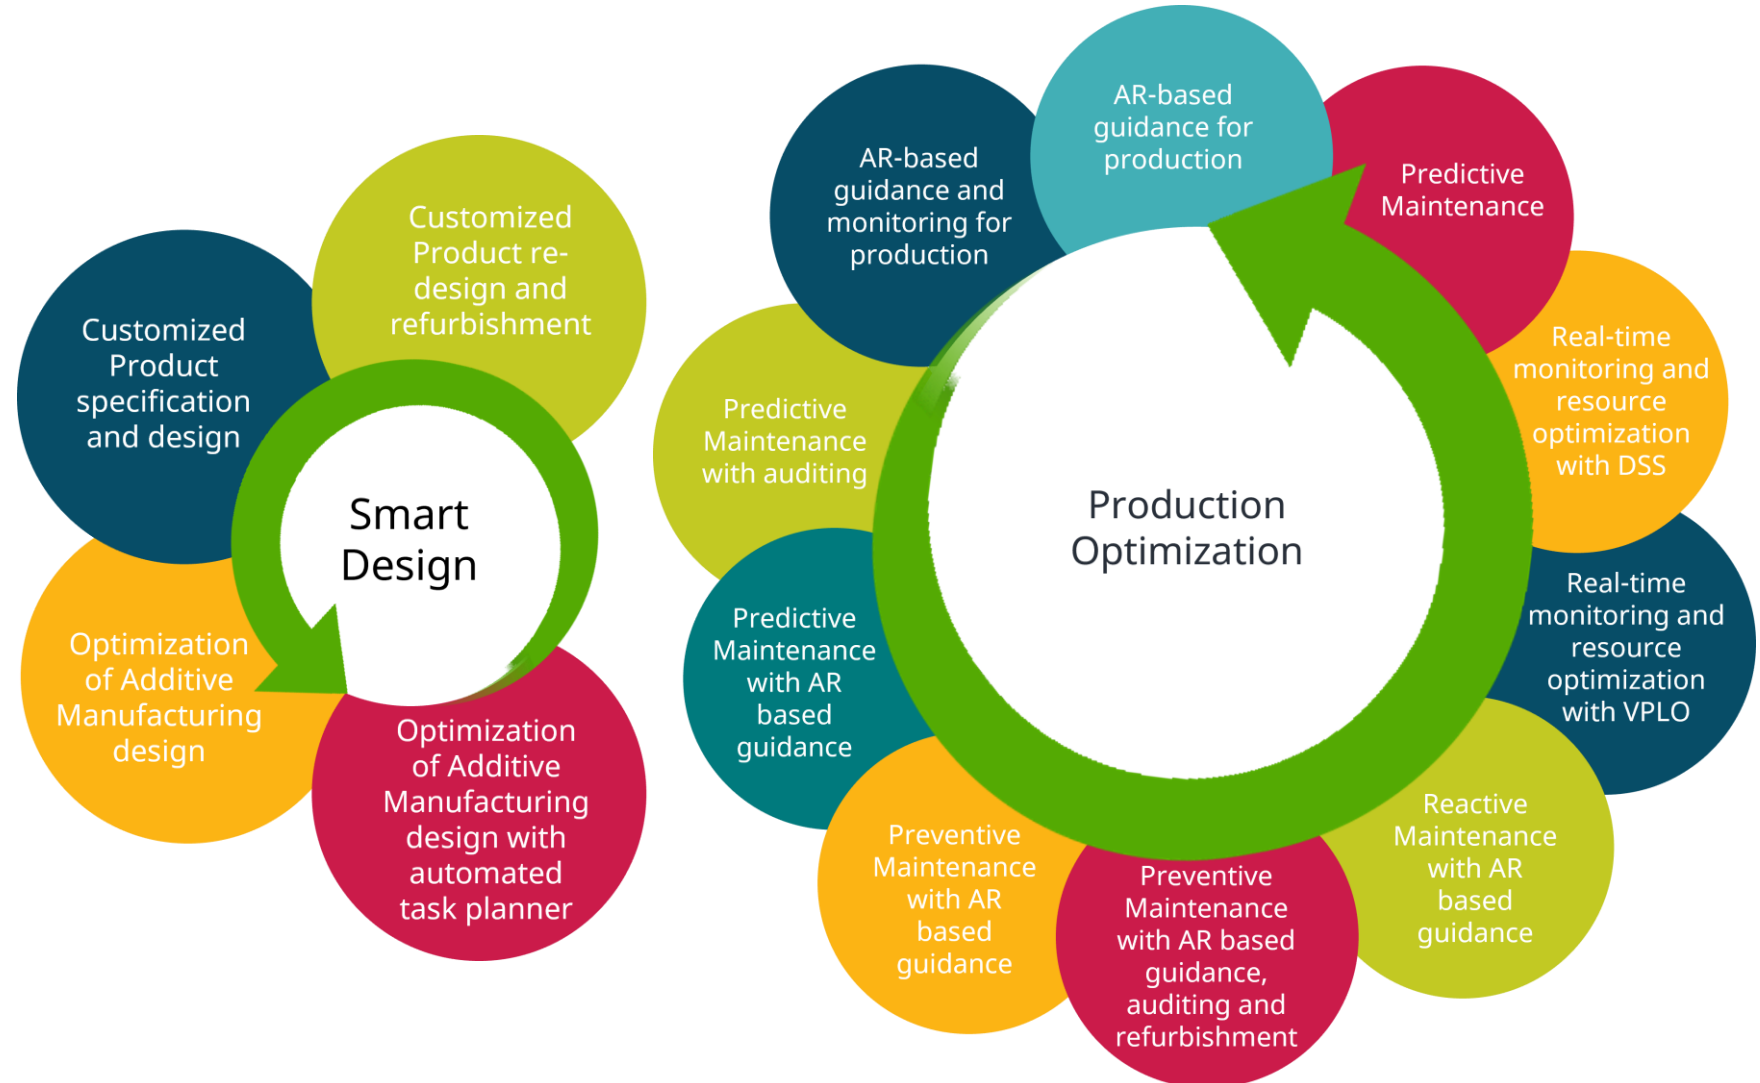 Customized
Product re-
design and
refurbishment
Customized
Product
specification
and design
Smart
Design
Optimization
of Additive
Manufacturing
design
Optimization
of Additive
Manufacturing
design with
automated
task planner
AR-based
guidance for
production
AR-based
guidance and
monitoring for
production
Predictive
Maintenance
Real-time
monitoring and
resource
optimization
with DSS
Predictive
Maintenance
with auditing
Production
Optimization
Real-time
monitoring and
resource
optimization
with VPLO
Predictive
Maintenance
with AR
based
guidance
Reactive
Maintenance
with AR
based
guidance
Preventive
Maintenance
with AR
based
guidance
Preventive
Maintenance
with AR based
guidance,
auditing and
refurbishment